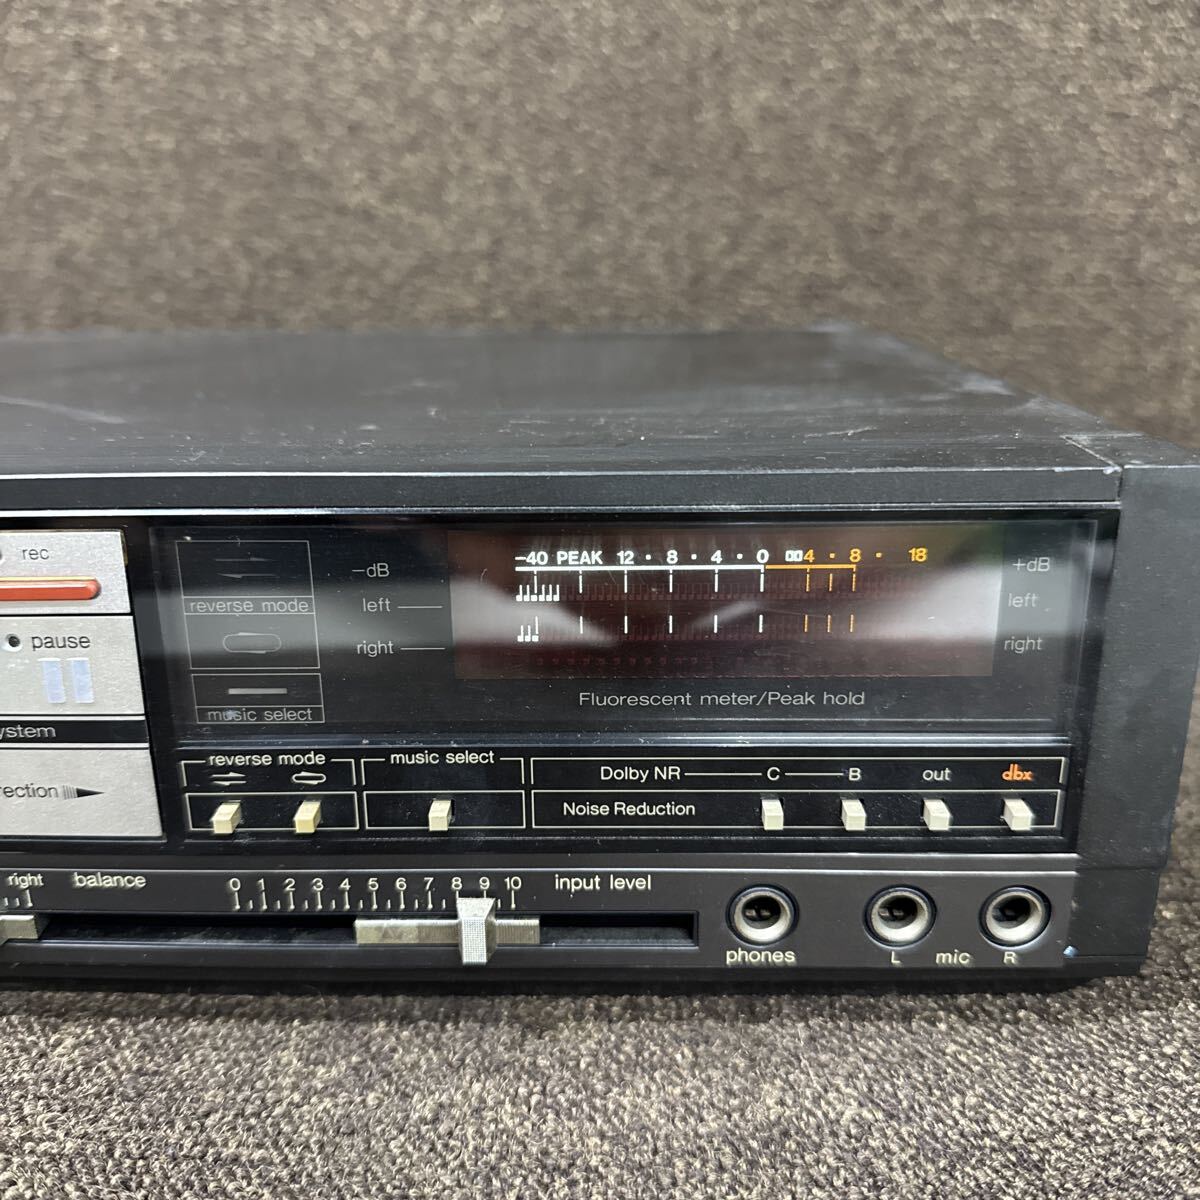 rec
pause
ystem
ection
reverse mode
music select
−dB
left
right
−40 PEAK 12 · 8 · 4 · 0 4 · 8 · 18
+dB
left
right
Fluorescent meter/Peak hold
reverse mode
music select
Dolby NR C B out dbx
Noise Reduction
right balance
0 1 2 3 4 5 6 7 8 9 10 input level
phones
L mic R